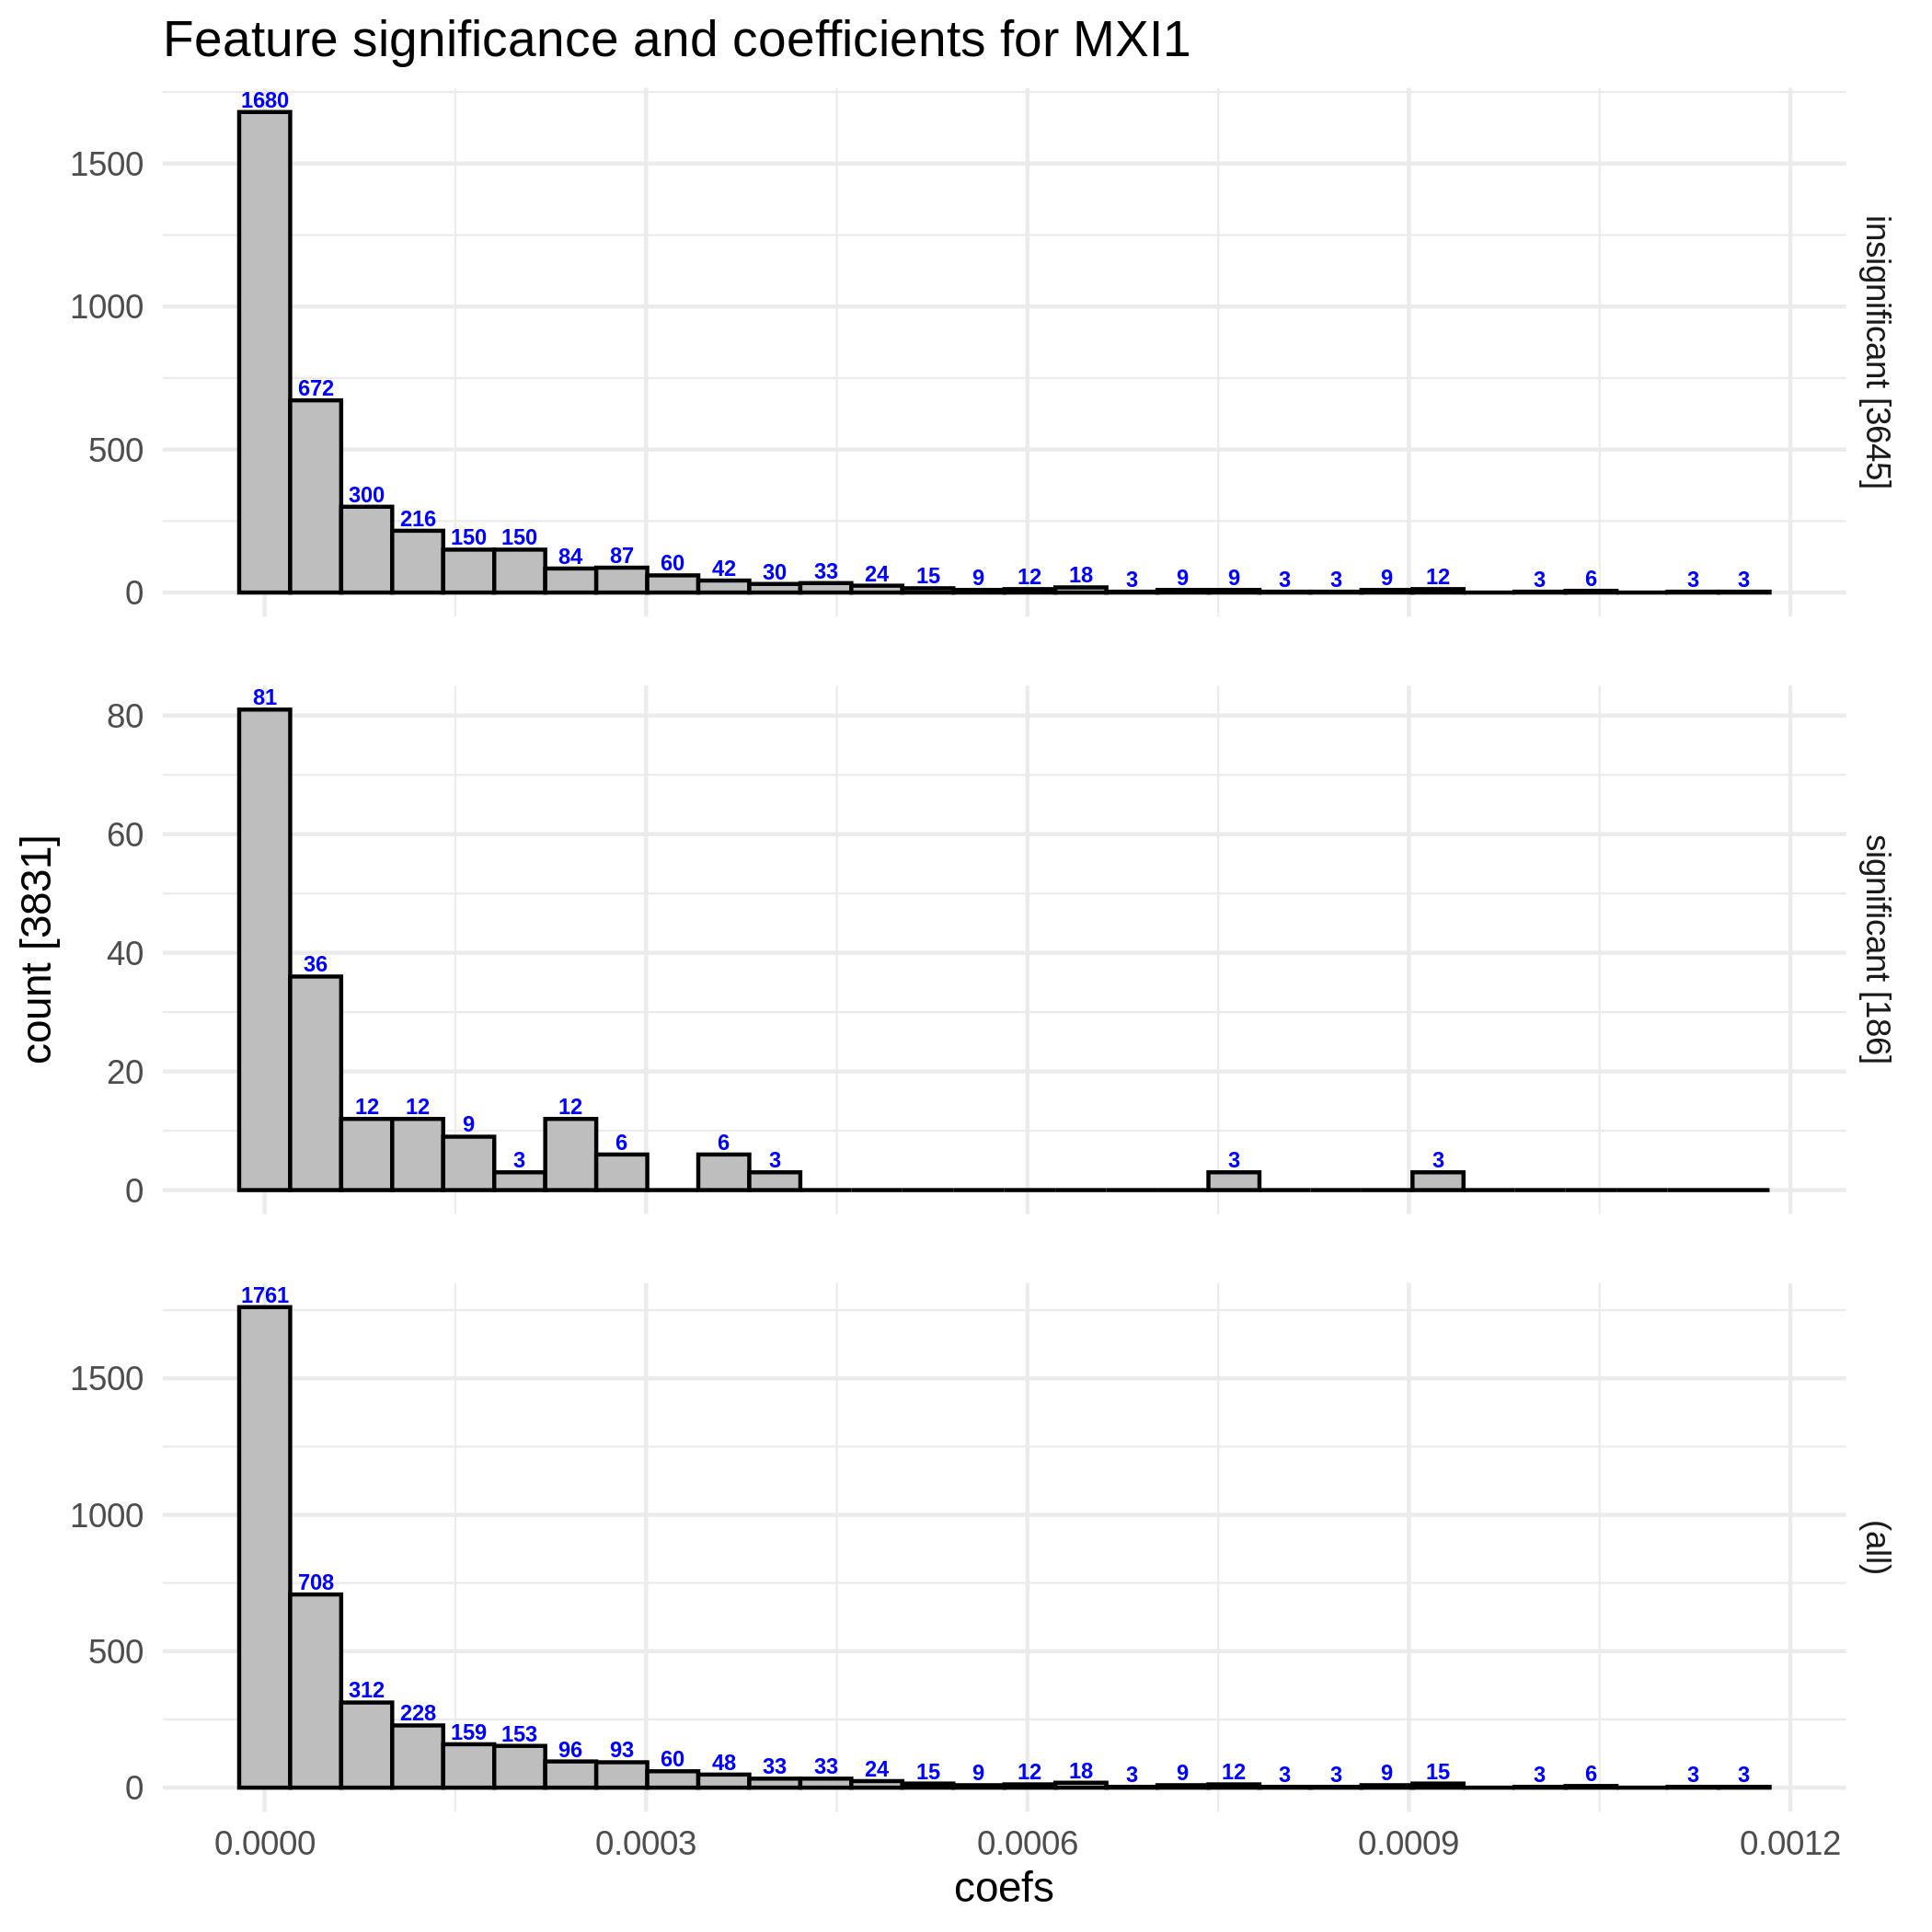 Feature significance and coefficients for MXI1
1680
1500
1000
672
500
300
216
150 150
84 87 60 42 30 33 24 15 9 12 18 3 9 9 3 3 9 12 3 6 3 3
0
insignificant [3645]
81
80
60
40
36
20
12 12 9 3 12 6 6 3 3 3
0
significant [186]
count [3831]
1761
1500
1000
708
500
312
228
159 153
96 93 60 48 33 33 24 15 9 12 18 3 9 12 3 3 9 15 3 6 3 3
0
(all)
0.0000 0.0003 0.0006 0.0009 0.0012
coefs